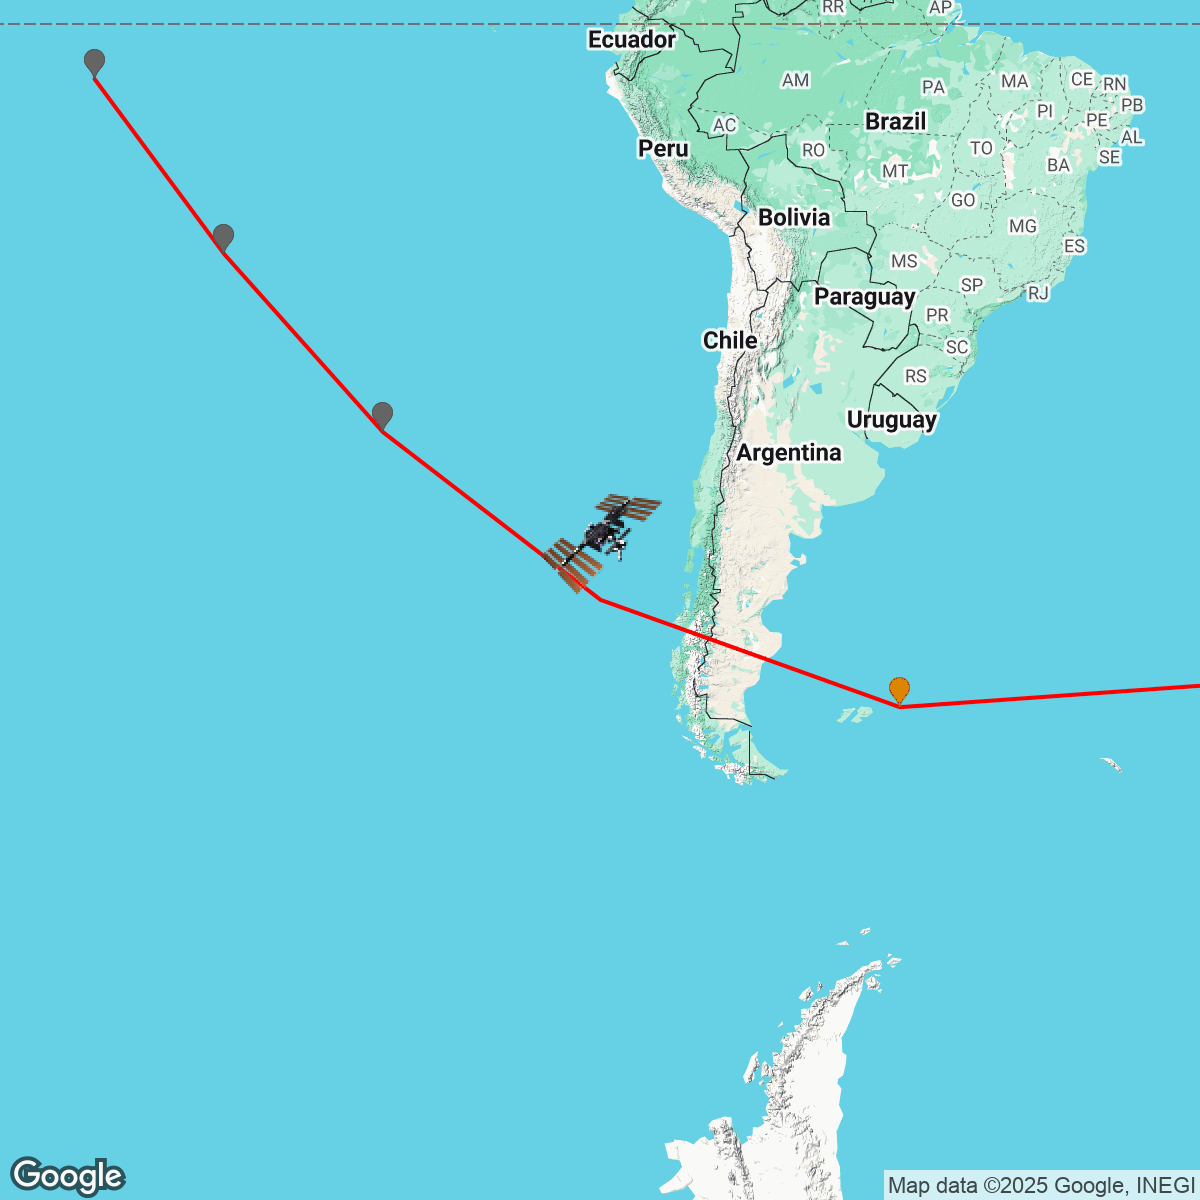 RR
AP
Ecuador
AM
PA
MA
CE
RN
PI
PB
PE
AC
Brazil
AL
Peru
RO
TO
SE
BA
MT
GO
Bolivia
MG
ES
MS
SP
RJ
Paraguay
PR
Chile
SC
RS
Uruguay
Argentina
Google
Map data ©2025 Google, INEGI